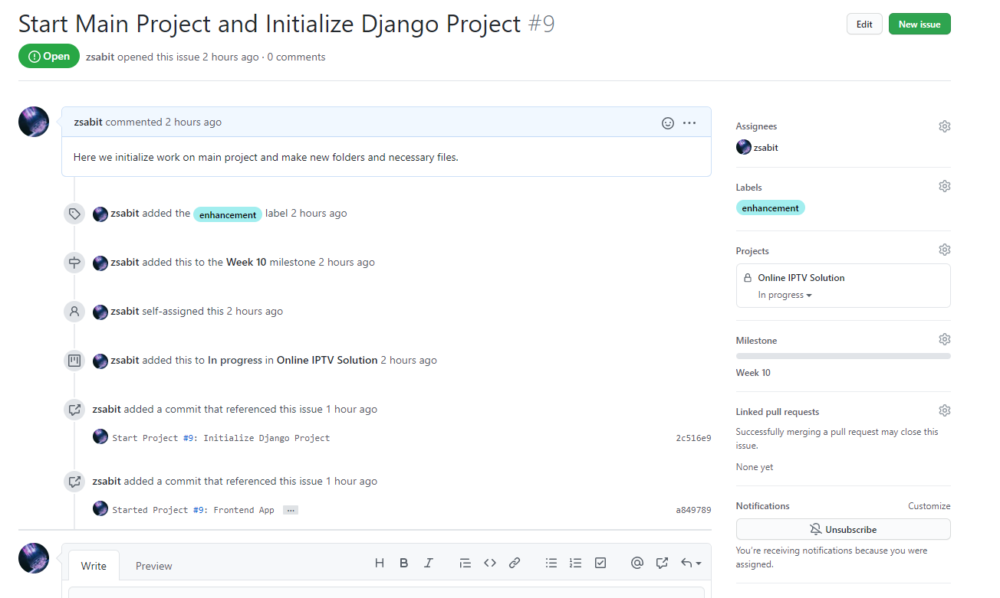 Start Main Project and Initialize Django Project #9
Edit
New issue
Open
zsabit opened this issue 2 hours ago · 0 comments
zsabit commented 2 hours ago
Here we initialize work on main project and make new folders and necessary files.
zsabit added the enhancement label 2 hours ago
zsabit added this to the Week 10 milestone 2 hours ago
zsabit self-assigned this 2 hours ago
zsabit added this to In progress in Online IPTV Solution 2 hours ago
zsabit added a commit that referenced this issue 1 hour ago
Start Project #9: Initialize Django Project
2c516e9
zsabit added a commit that referenced this issue 1 hour ago
Started Project #9: Frontend App ...
a849789
Write
Preview
H B I
Assignees
zsabit
Labels
enhancement
Projects
Online IPTV Solution
In progress
Milestone
Week 10
Linked pull requests
Successfully merging a pull request may close this
issue.
None yet
Notifications
Customize
Unsubscribe
You're receiving notifications because you were
assigned.